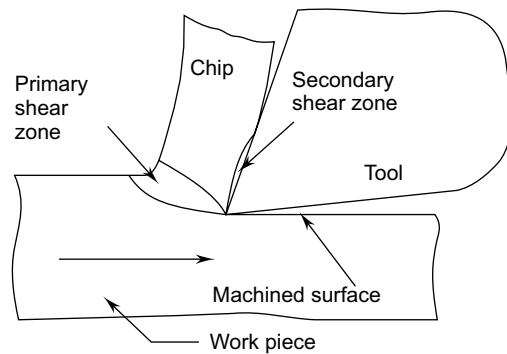 Chip
Primary
shear
zone
Secondary
shear zone
Tool
Machined surface
Work piece